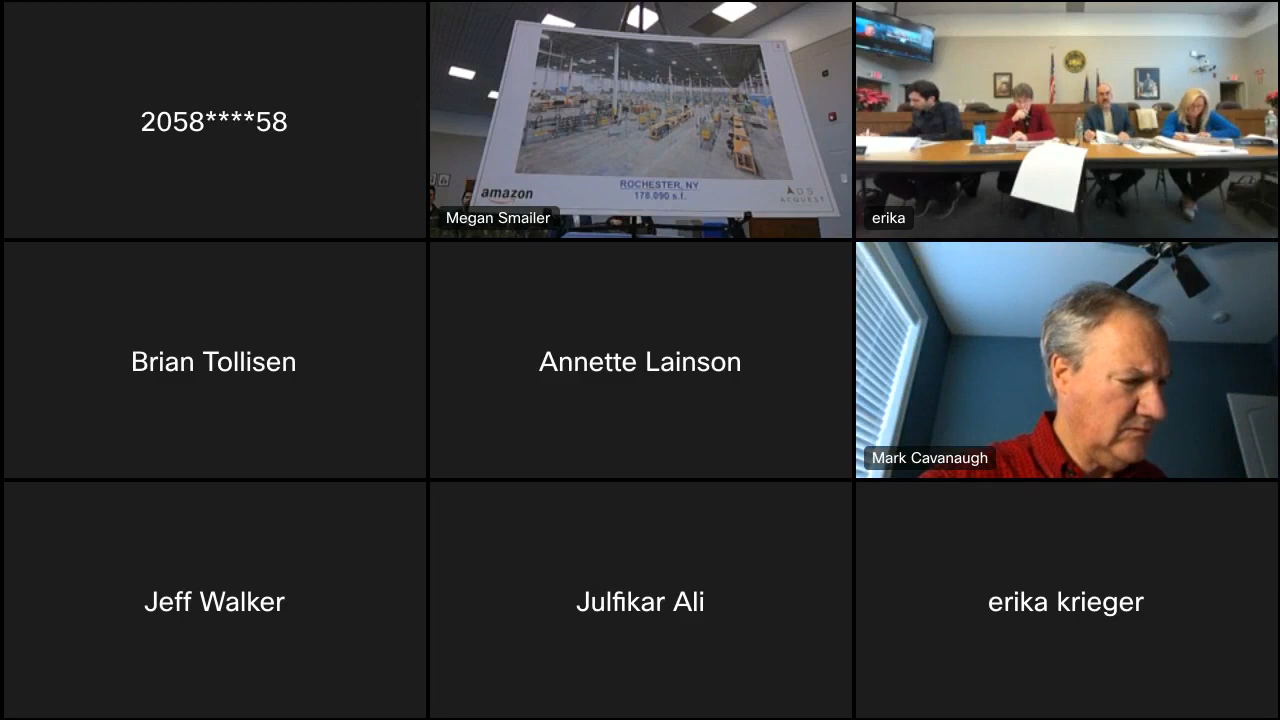 2058****58
amazon
ROCHESTER, NY
178,090 s.f.
ACQUEST
Megan Smailer
erika
Brian Tollisen
Annette Lainson
Mark Cavanaugh
Jeff Walker
Julfikar Ali
erika krieger